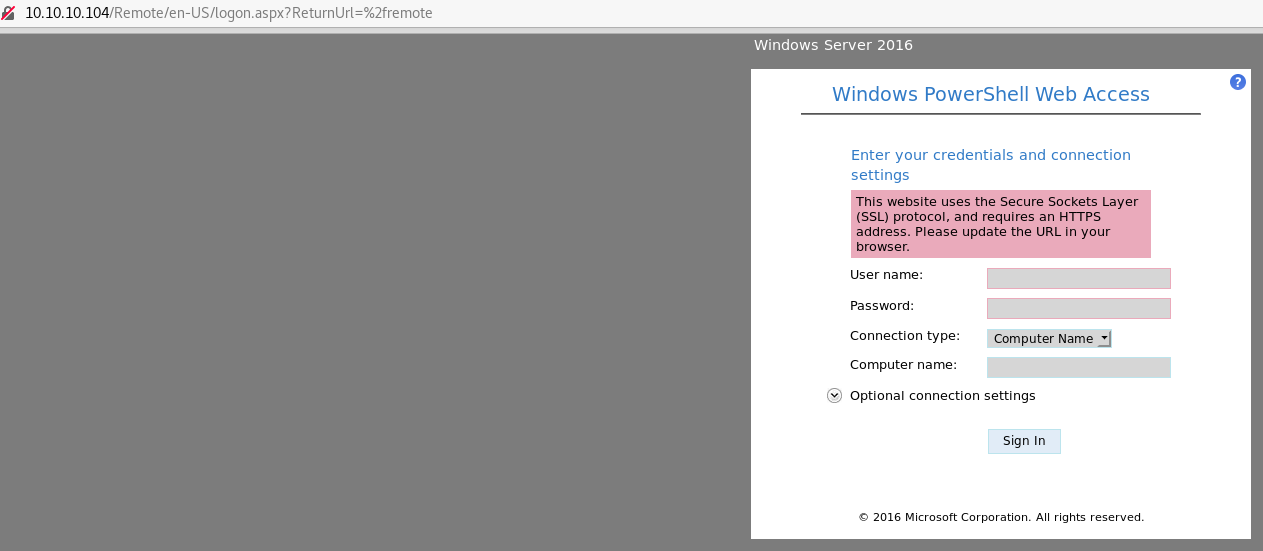 10.10.10.104/Remote/en-US/logon.aspx?ReturnUrl=%2fremote
Windows Server 2016
?
Windows PowerShell Web Access
Enter your credentials and connection
settings
This website uses the Secure Sockets Layer
(SSL) protocol, and requires an HTTPS
address. Please update the URL in your
browser.
User name:
Password:
Connection type: Computer Name
Computer name:
Optional connection settings
Sign In
© 2016 Microsoft Corporation. All rights reserved.